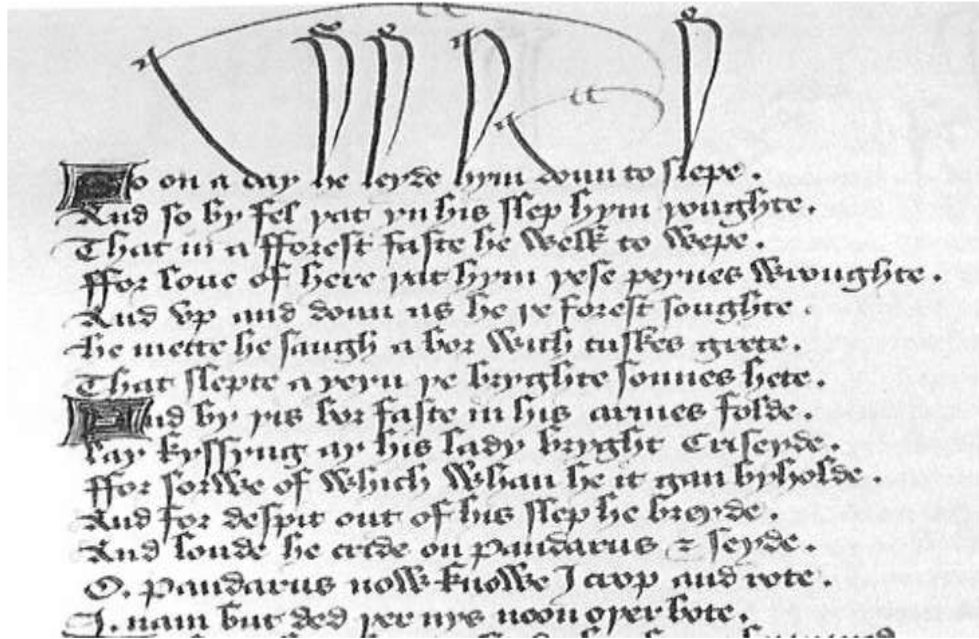 So on a day he leyde hym doun to slepe.
And so by fel þat yn his slep hym þoughte.
That in a fforest faste he welk to wepe.
ffor loue of here þat hym þese peynes wroughte.
And vp and doun as he þe forest soughte.
He mette he saugh a bor with tuskes grete.
That slepte a yeyn þe bryghte sonnes hete.
And by þis bor faste in his armes folde.
lay kyssyng ay his lady bryght Criseyde.
ffor sorwe of which whan he it gan byholde.
And for despit out of his slep he breyde.
And loude he cride on pandarus ⁊ seyde.
O. pandarus now knowe I crop and rote.
I. nam but ded þer nys noon oþer bote.